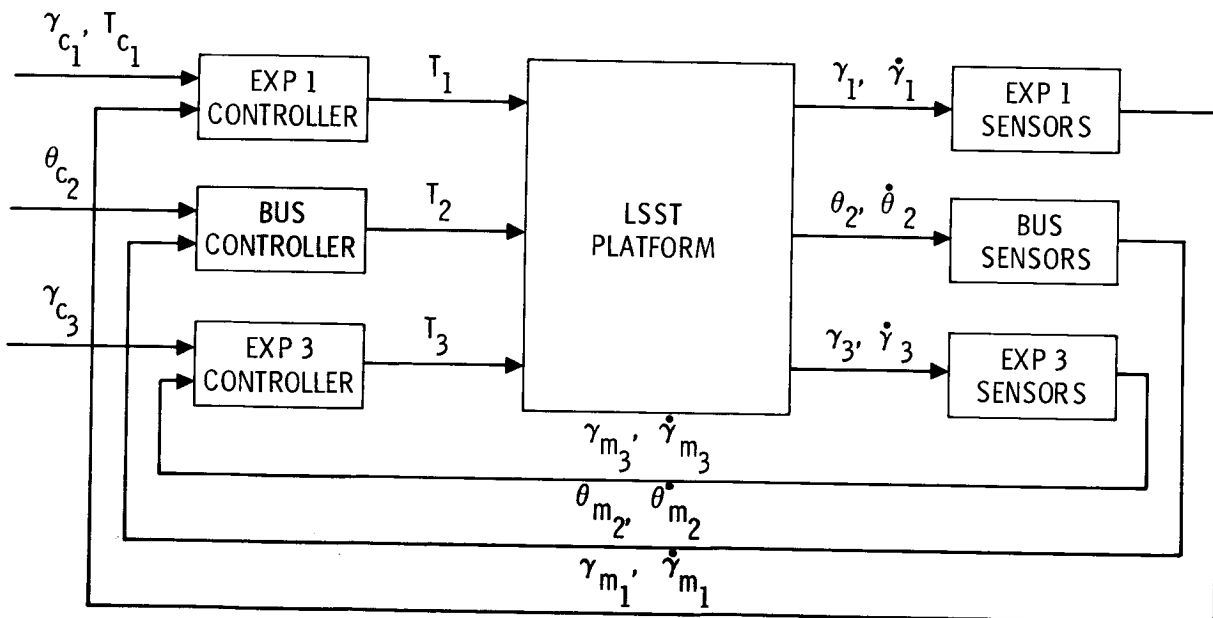 γc1, Tc1
EXP 1
CONTROLLER
T1
γ1, γ̇1
EXP 1
SENSORS
θc2
BUS
CONTROLLER
T2
LSST
PLATFORM
θ2, θ̇2
BUS
SENSORS
γc3
EXP 3
CONTROLLER
T3
γ3, γ̇3
EXP 3
SENSORS
γm3, γ̇m3
θm2, θ̇m2
γm1, γ̇m1